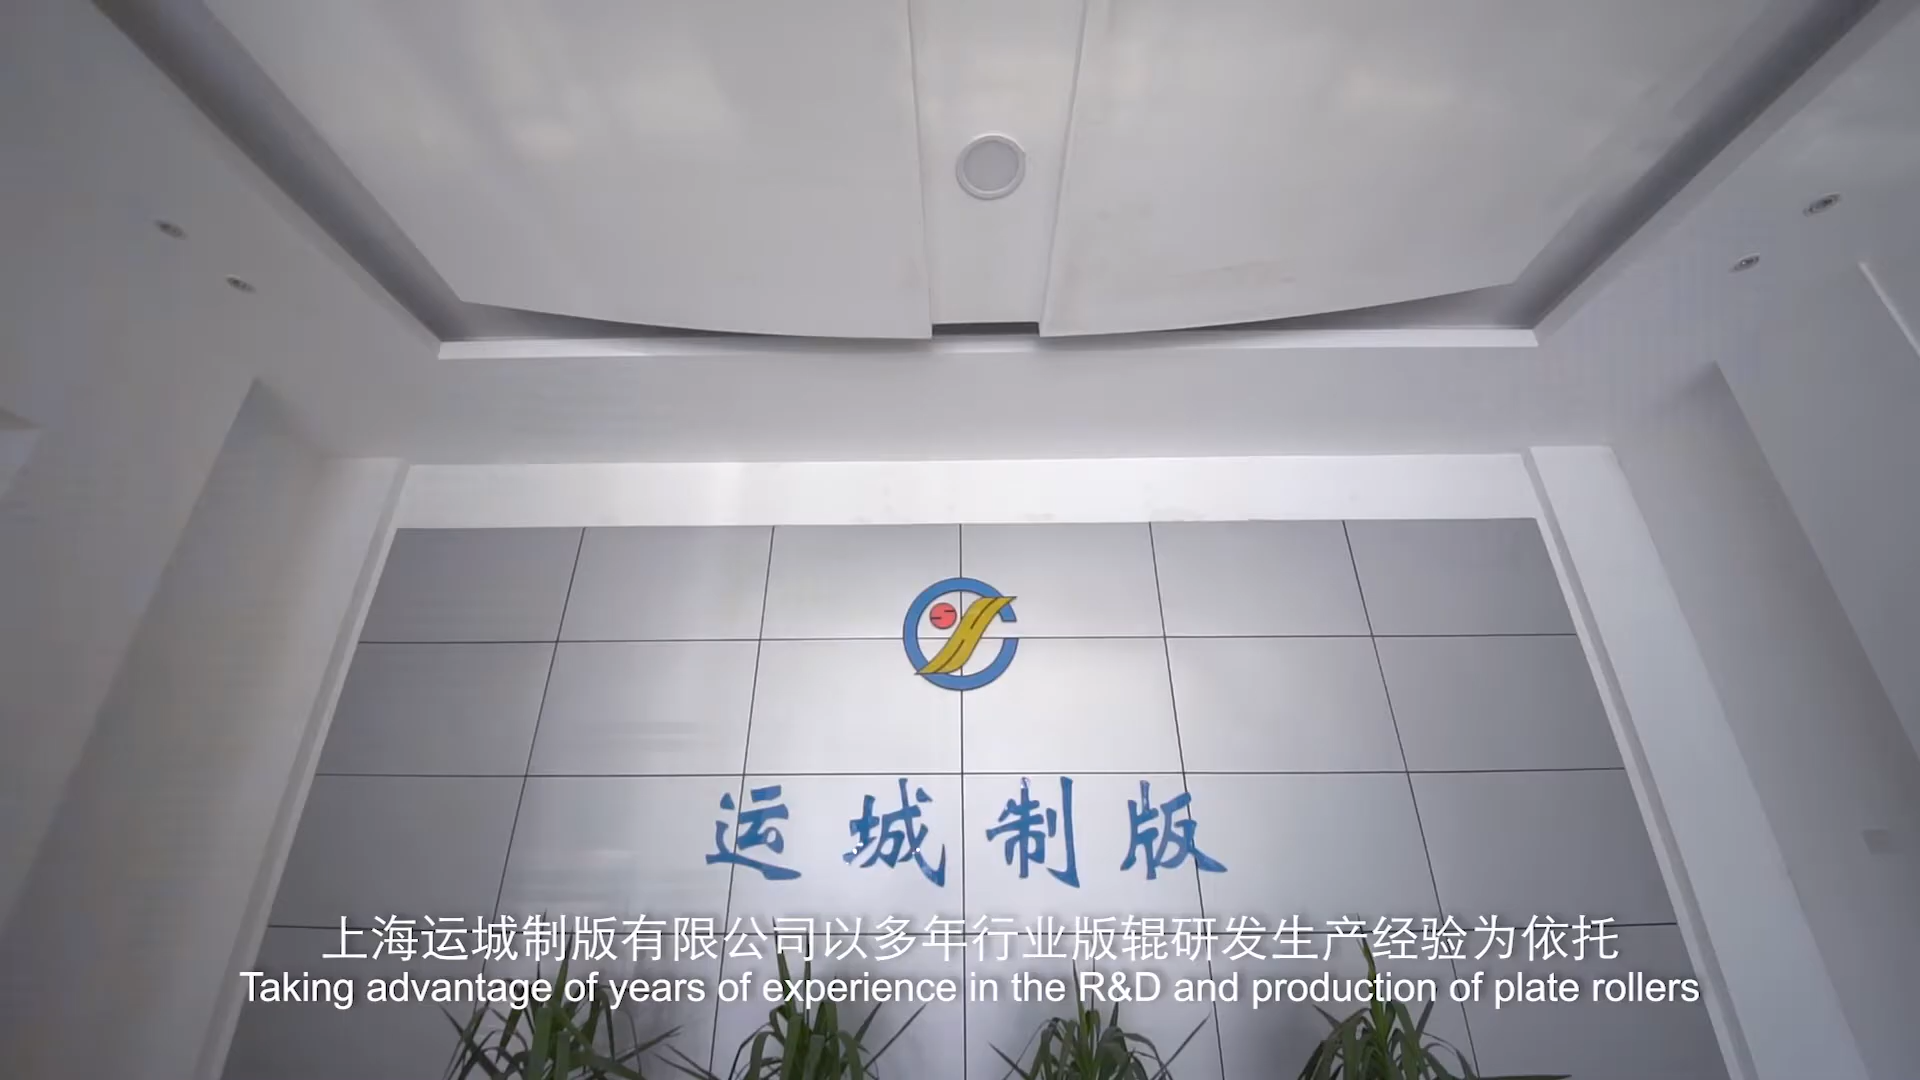 运城制版
上海运城制版有限公司以多年行业版辊研发生产经验为依托
Taking advantage of years of experience in the R&D and production of plate rollers